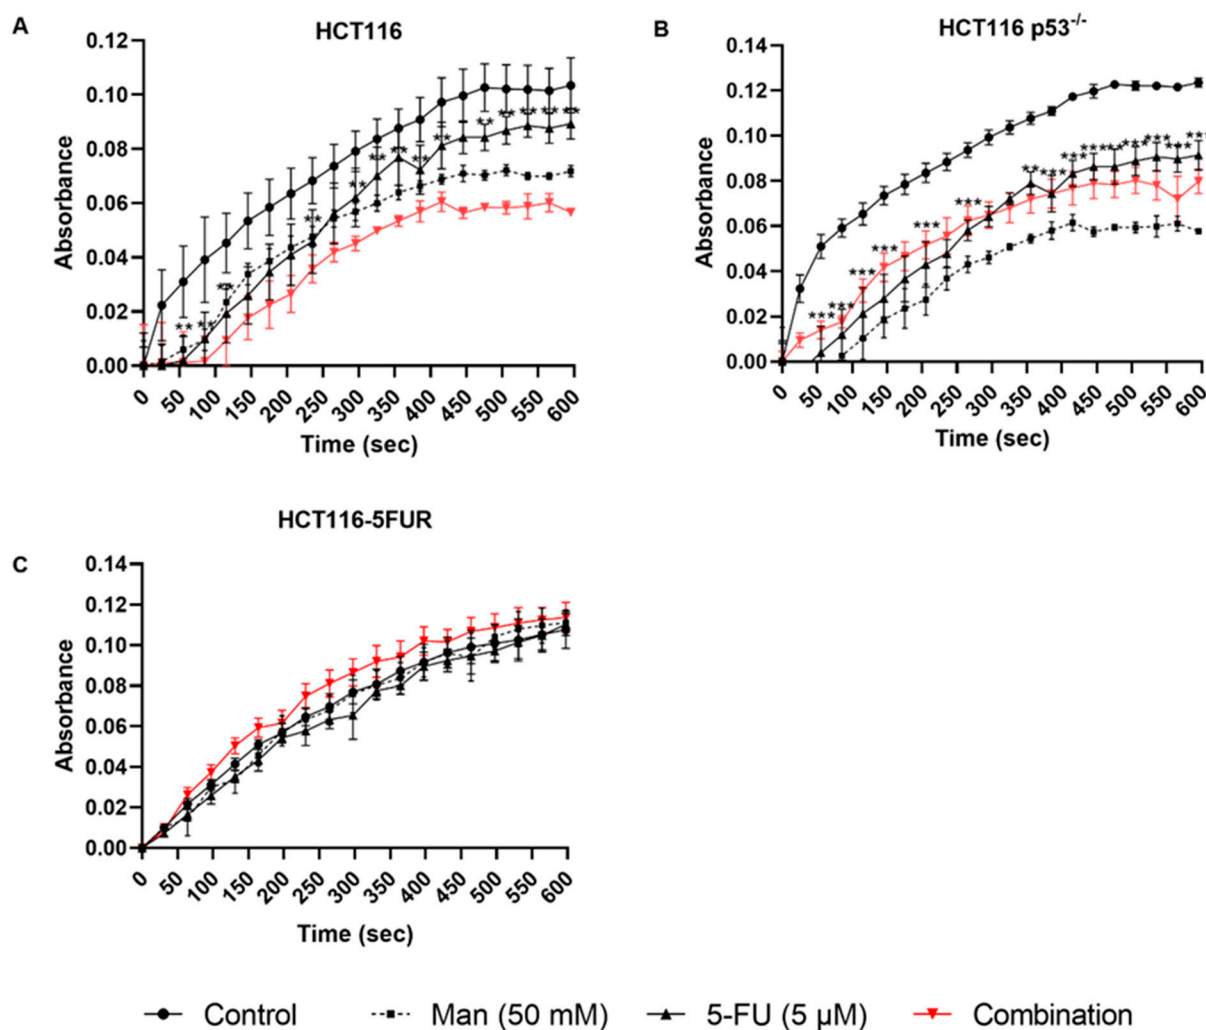 A
HCT116
0.12
0.10
0.08
0.06
0.04
0.02
0.00
Absorbance
** ** ** ** ** ** ** ** ** ** ** ** ** **
0 50 100 150 200 250 300 350 400 450 500 550 600
Time (sec)
B
HCT116 p53-/-
0.14
0.12
0.10
0.08
0.06
0.04
0.02
0.00
Absorbance
*** *** *** *** *** ***
0 50 100 150 200 250 300 350 400 450 500 550 600
Time (sec)
C
HCT116-5FUR
0.14
0.12
0.10
0.08
0.06
0.04
0.02
0.00
Absorbance
0 50 100 150 200 250 300 350 400 450 500 550 600
Time (sec)
Control Man (50 mM) 5-FU (5 µM) Combination